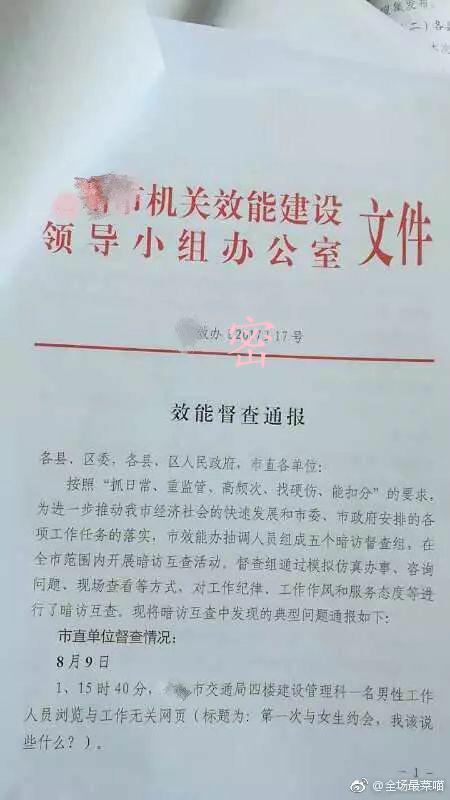 （二）各县
市机关效能建设
领导小组办公室 文件
效办〔2017〕17号
密
效能督查通报
各县、区委，各县、区人民政府，市直各单位：
按照“抓日常、重监管、高频次、找硬伤、能扣分”的要求，
为进一步推动我市经济社会的快速发展和市委、市政府安排的各
项工作任务的落实，市效能办抽调人员组成五个暗访督查组，在
全市范围内开展暗访互查活动。督查组通过模拟仿真办事、咨询
问题、现场查看等方式，对工作纪律、工作作风和服务态度等进
行了暗访互查。现将暗访互查中发现的典型问题通报如下：
市直单位督查情况：
8月9日
1、15时40分，市交通局四楼建设管理科一名男性工作
人员浏览与工作无关网页（标题为：第一次与女生约会，我该说
些什么？）。
- 1 -
@全场最菜喵